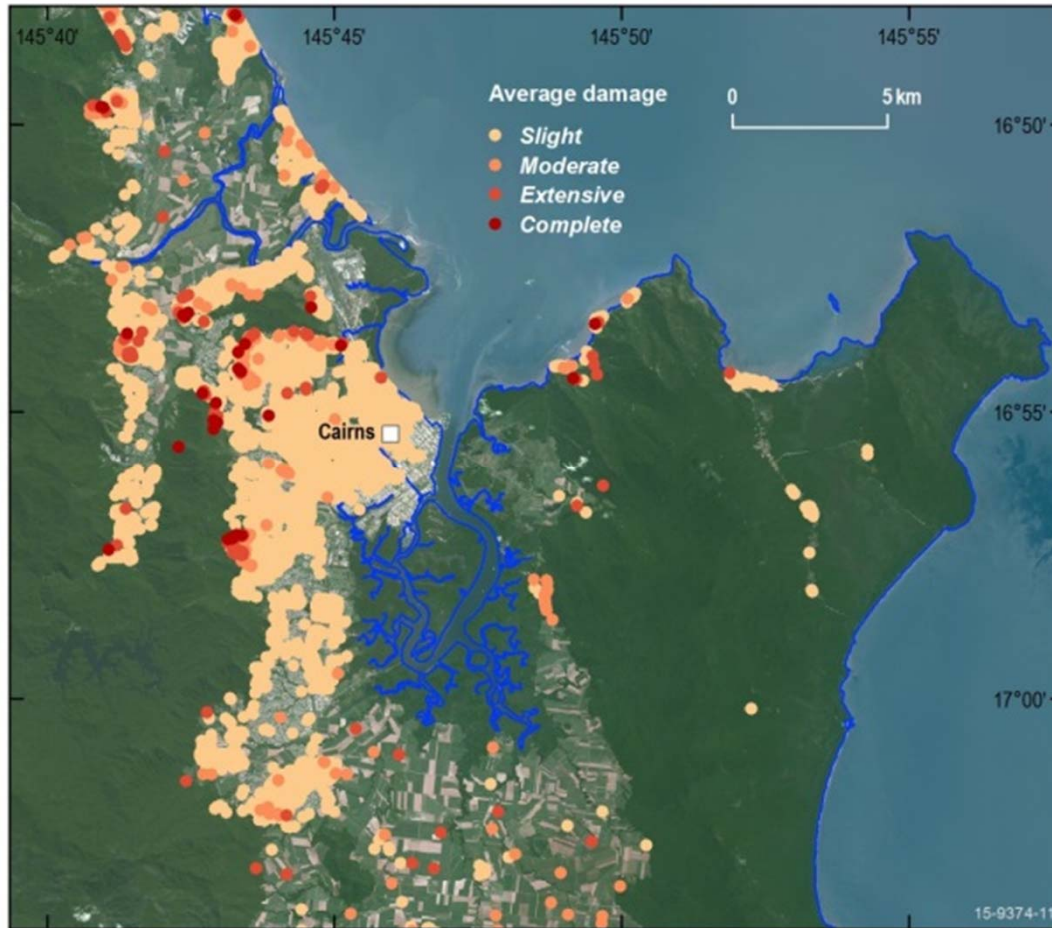 145°40' 145°45' 145°50' 145°55'
Average damage
0 5 km
Slight
Moderate
Extensive
Complete
16°50'
16°55'
Cairns
17°00'
15-9374-11